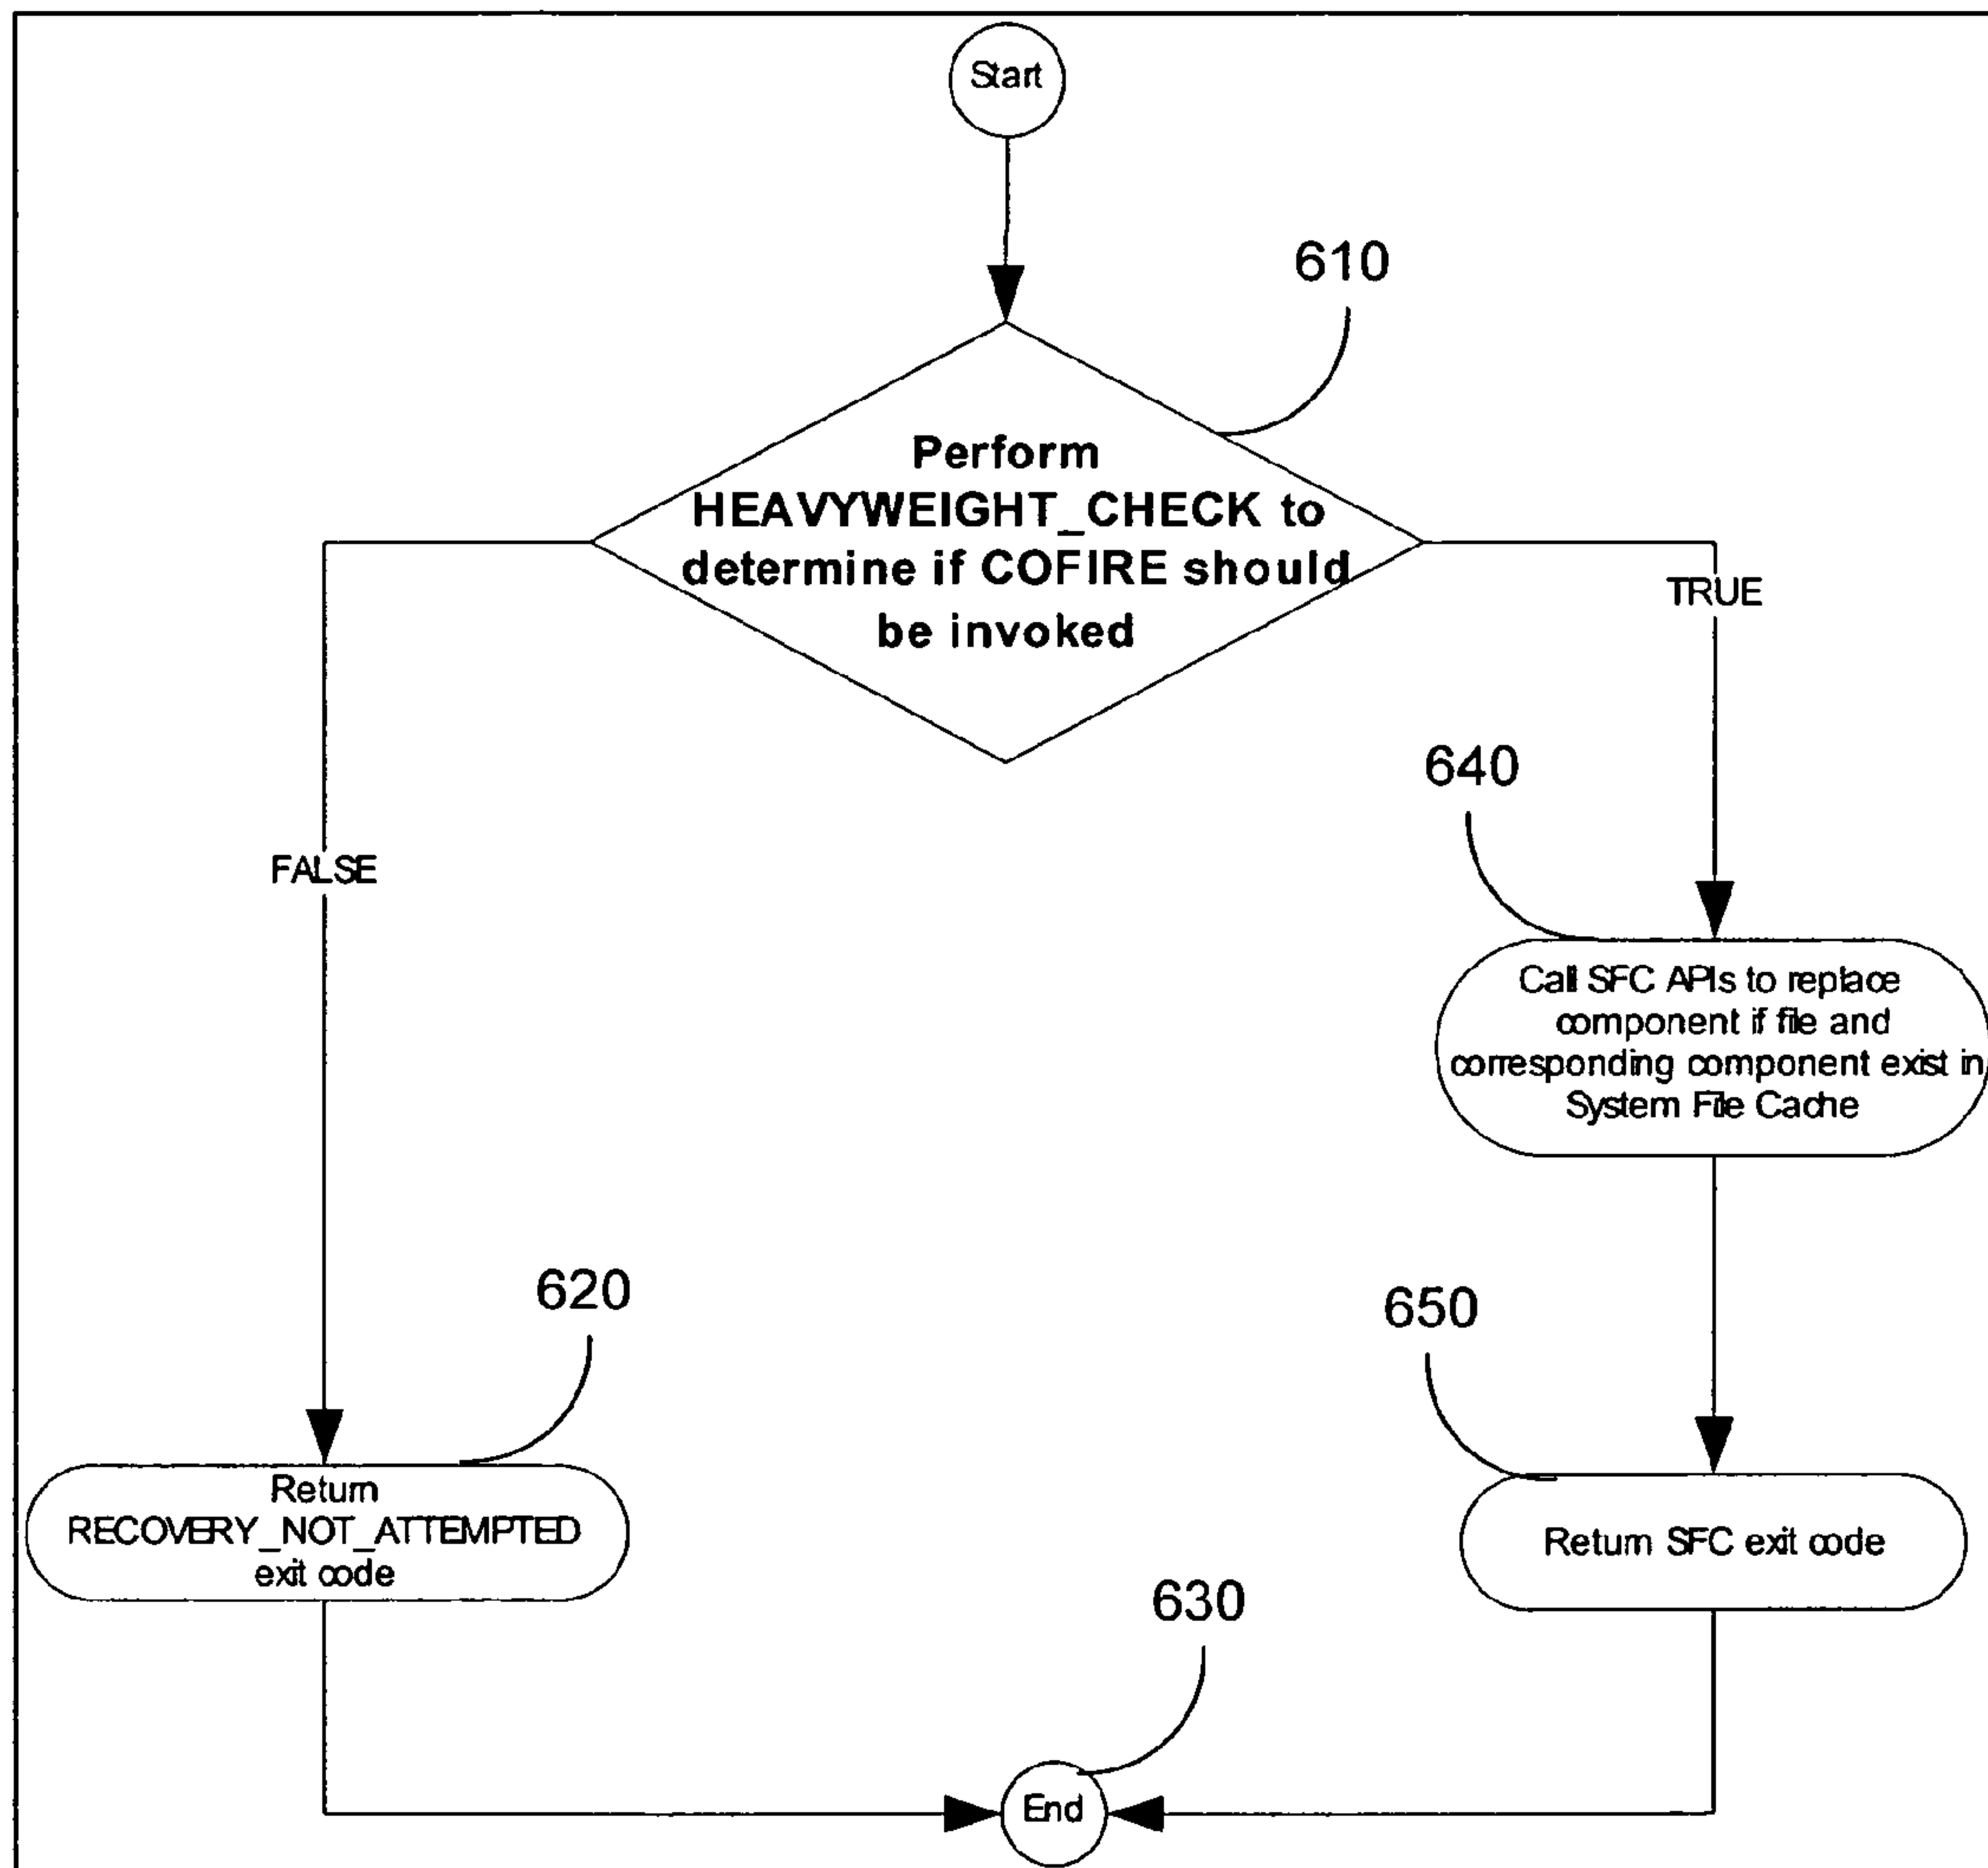 Start
610
Perform
HEAVYWEIGHT_CHECK to
determine if COFIRE should
be invoked
TRUE
640
FALSE
Call SFC APIs to replace
component if file and
corresponding component exist in
System File Cache
620
650
Return
RECOVERY_NOT_ATTEMPTED
exit code
Return SFC exit code
630
End